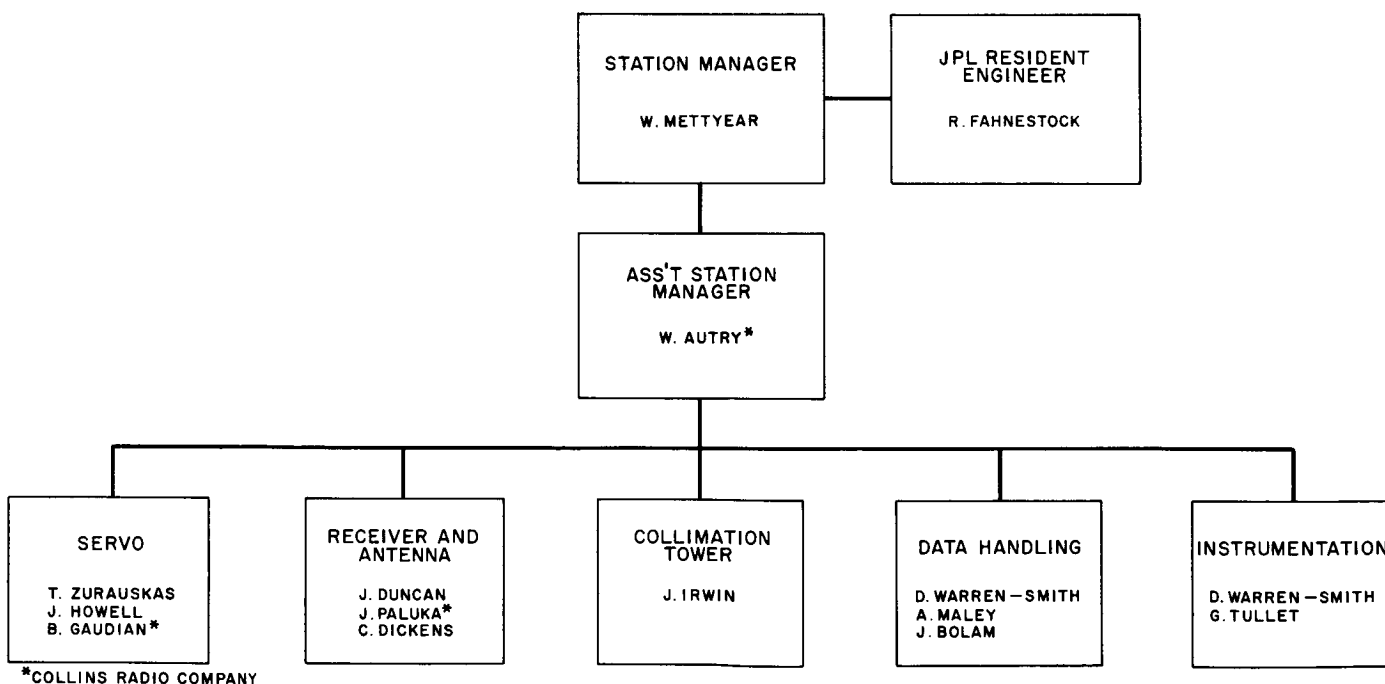 STATION MANAGER
W. METTYEAR
JPL RESIDENT
ENGINEER
R. FAHNESTOCK
ASS'T STATION
MANAGER
W. AUTRY*
SERVO
T. ZURAUSKAS
J. HOWELL
B. GAUDIAN*
RECEIVER AND
ANTENNA
J. DUNCAN
J. PALUKA*
C. DICKENS
COLLIMATION
TOWER
J. IRWIN
DATA HANDLING
D. WARREN-SMITH
A. MALEY
J. BOLAM
INSTRUMENTATION
D. WARREN-SMITH
G. TULLET
*COLLINS RADIO COMPANY